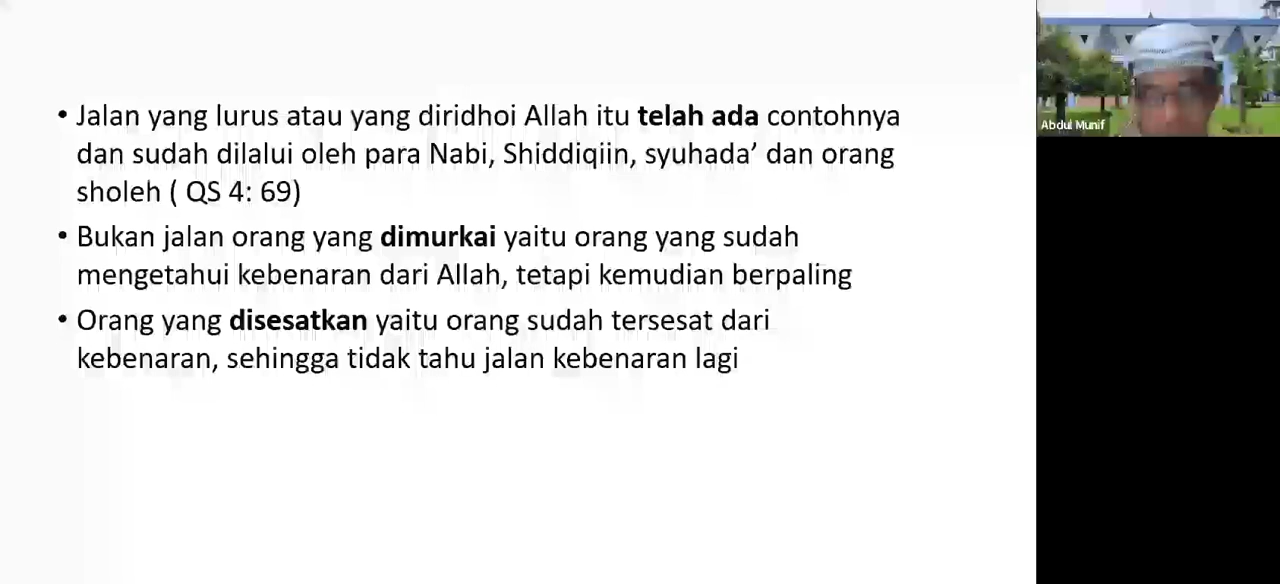 • Jalan yang lurus atau yang diridhoi Allah itu telah ada contohnya
dan sudah dilalui oleh para Nabi, Shiddiqiin, syuhada’ dan orang
sholeh ( QS 4: 69)
• Bukan jalan orang yang dimurkai yaitu orang yang sudah
mengetahui kebenaran dari Allah, tetapi kemudian berpaling
• Orang yang disesatkan yaitu orang sudah tersesat dari
kebenaran, sehingga tidak tahu jalan kebenaran lagi
Abdul Munif